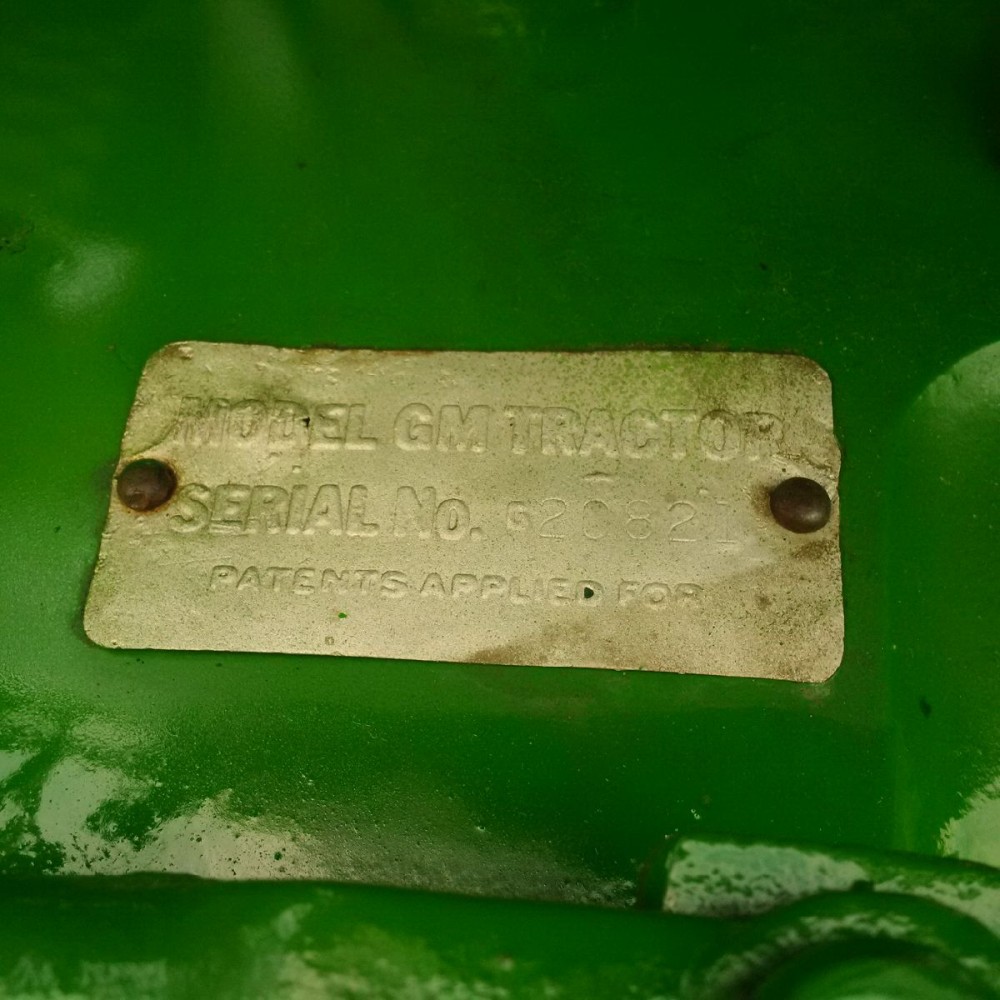 MODEL GM TRACTOR
SERIAL No. G20821
PATENTS APPLIED FOR